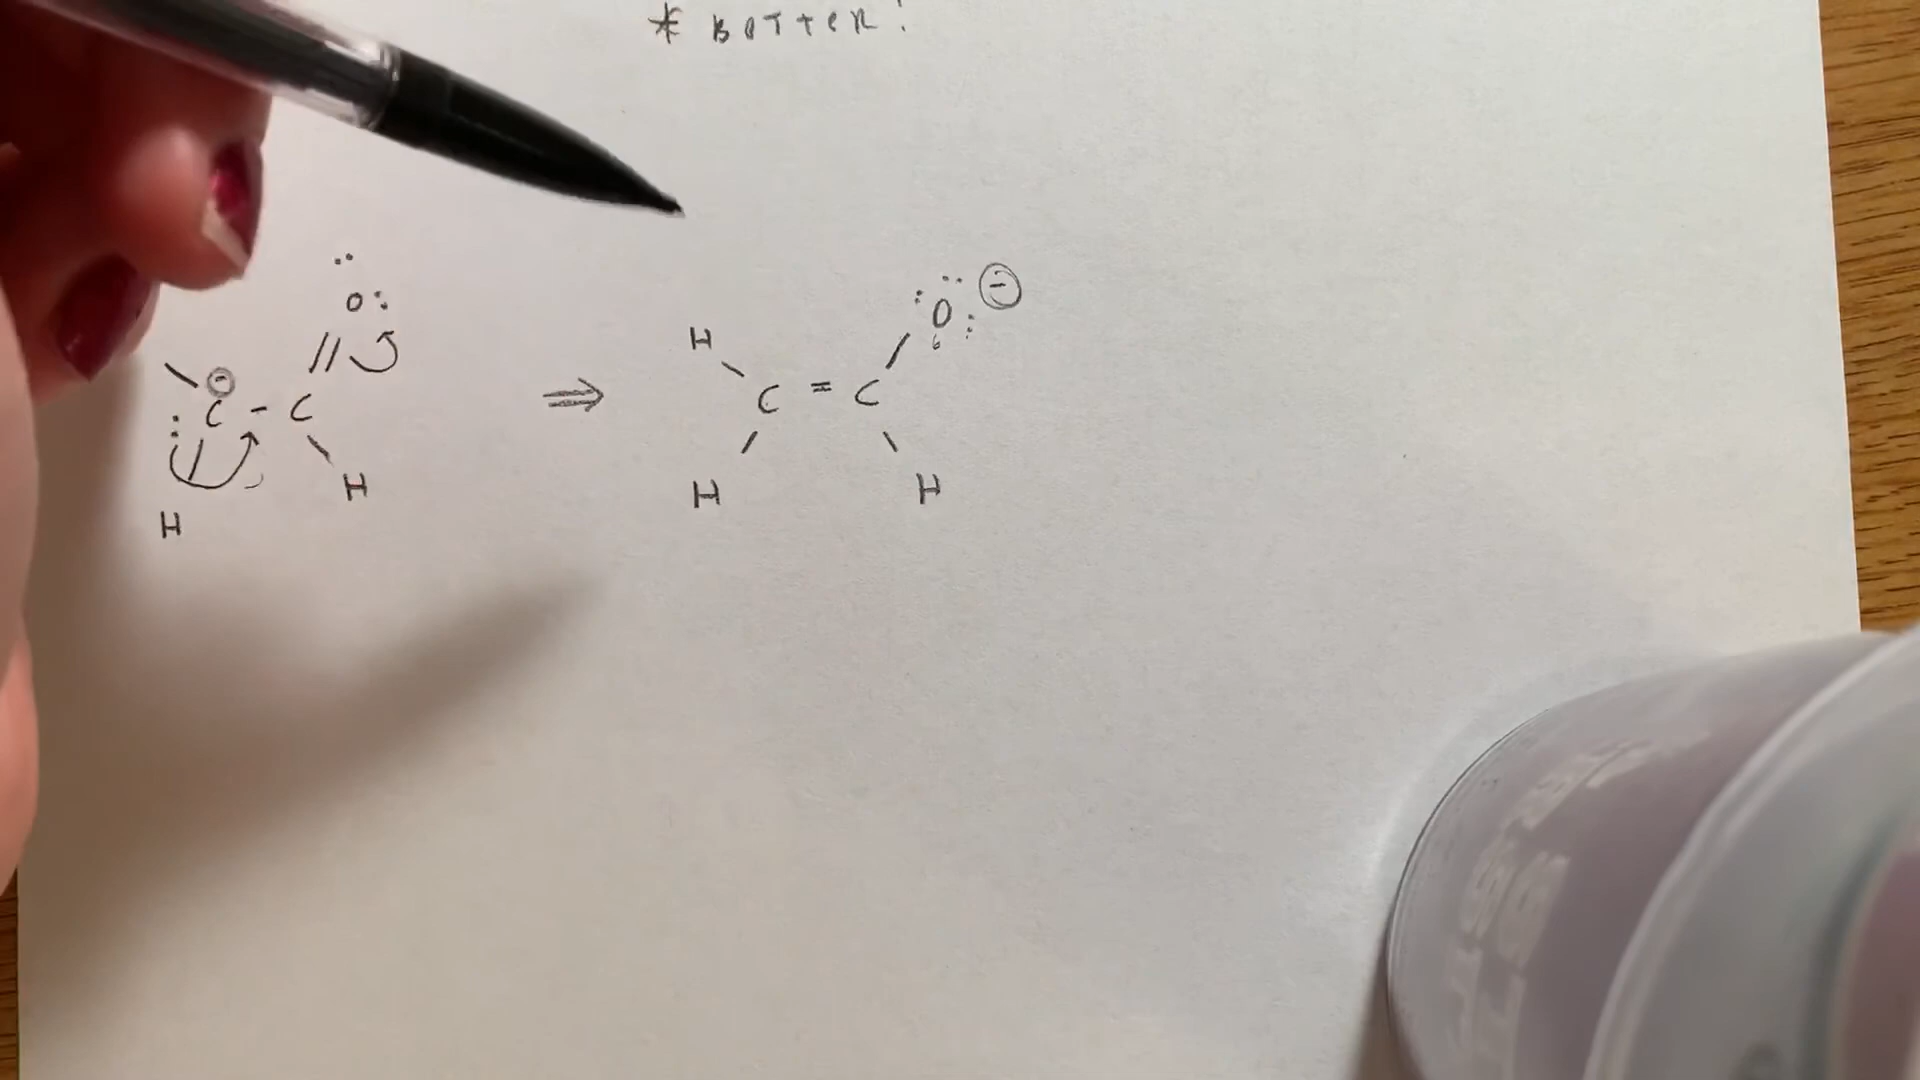 * BETTER!
O
O -
H
- C - C
C = C
H
H
H
H